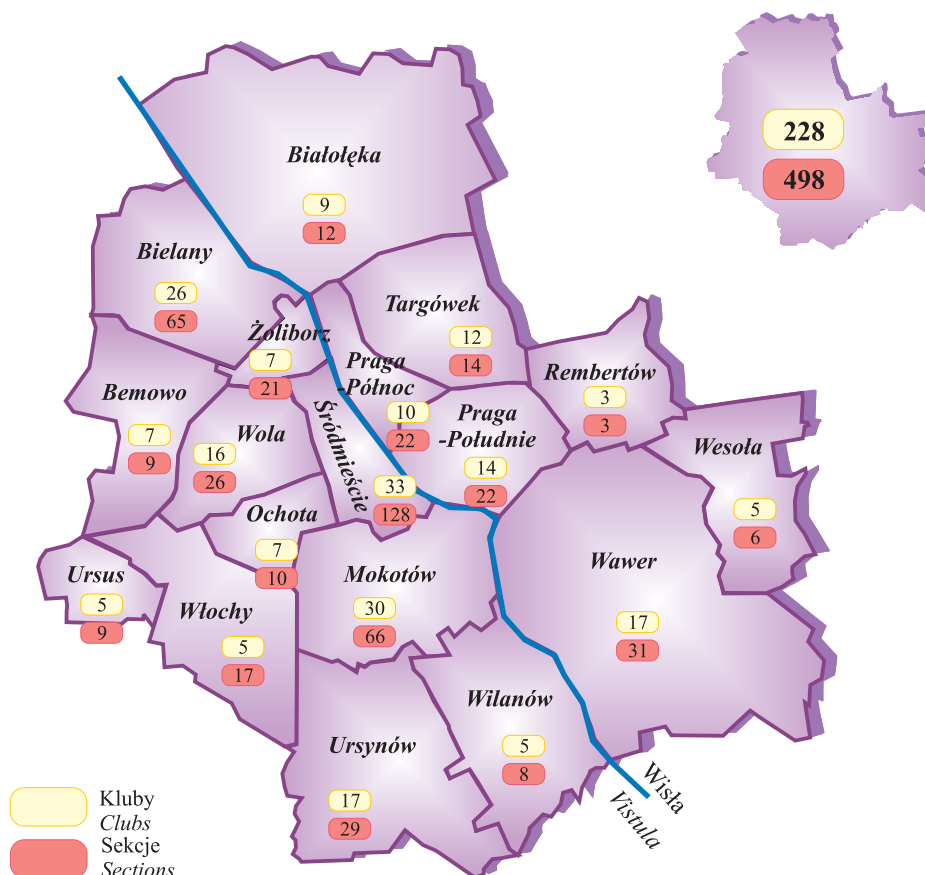 228
498
Białołęka
9
12
Bielany
26
65
Żoliborz
7
21
Targówek
12
14
Praga
-Północ
10
22
Rembertów
3
3
Bemowo
7
9
Wola
16
26
Śródmieście
33
128
Praga
-Południe
14
22
Wesoła
5
6
Ochota
7
10
Ursus
5
9
Włochy
5
17
Mokotów
30
66
Wawer
17
31
Wilanów
5
8
Ursynów
17
29
Wisła
Vistula
Kluby
Clubs
Sekcje
Sections